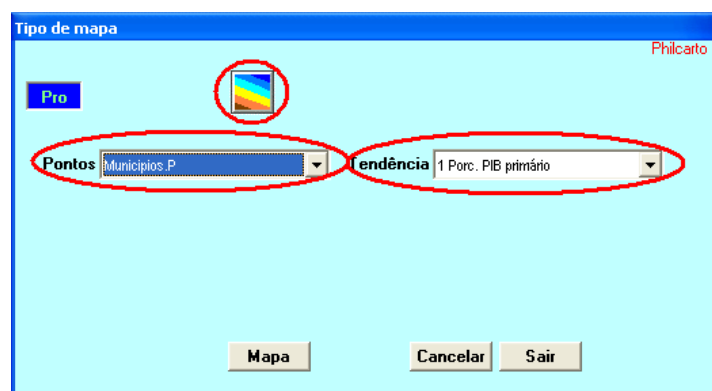 Tipo de mapa
Philcarto
Pro
Pontos Municipios.P Tendência 1 Porc. PIB primário
Mapa Cancelar Sair